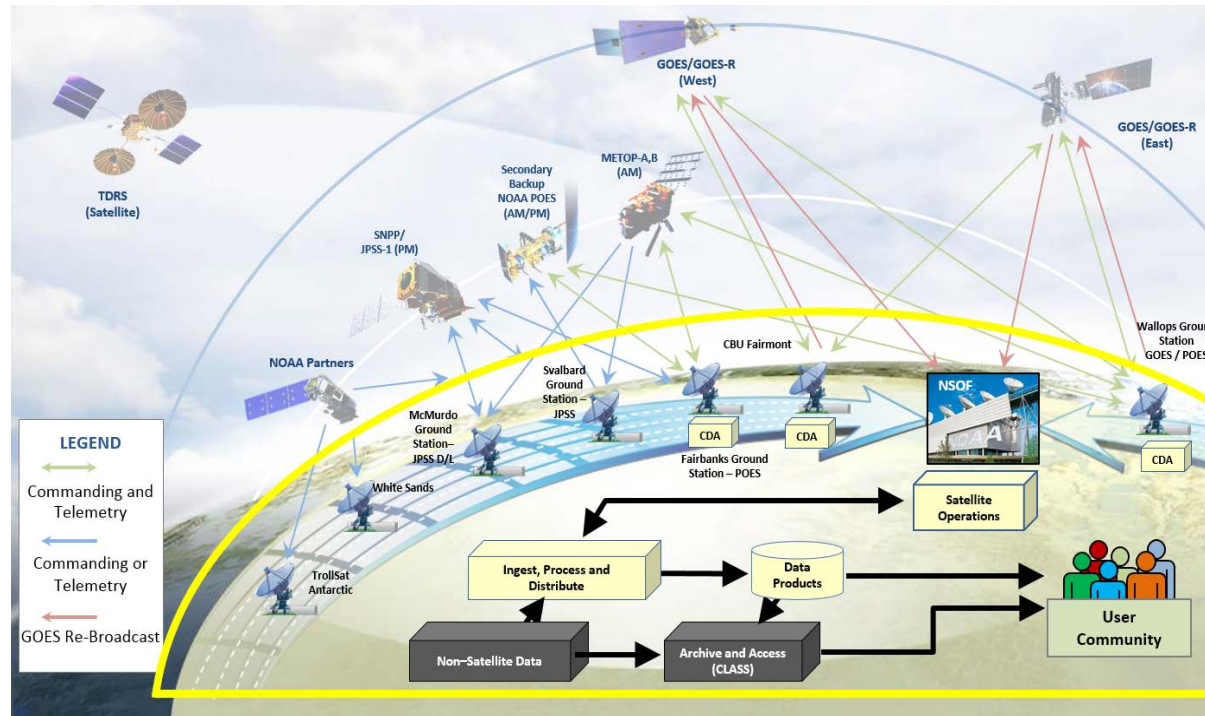 GOES/GOES-R
(West)
GOES/GOES-R
(East)
TDRS
(Satellite)
METOP-A,B
(AM)
Secondary
Backup
NOAA POES
(AM/PM)
SNPP/
JPSS-1 (PM)
NOAA Partners
CBU Fairmont
Wallops Ground
Station
GOES / POES
Svalbard
Ground
Station –
JPSS
McMurdo
Ground
Station–
JPSS D/L
White Sands
TrollSat
Antarctic
CDA
CDA
Fairbanks Ground
Station – POES
NSOF
NOAA
CDA
LEGEND
Commanding and
Telemetry
Commanding or
Telemetry
GOES Re-Broadcast
Satellite
Operations
Ingest, Process and
Distribute
Data
Products
Non–Satellite Data
Archive and Access
(CLASS)
User
Community